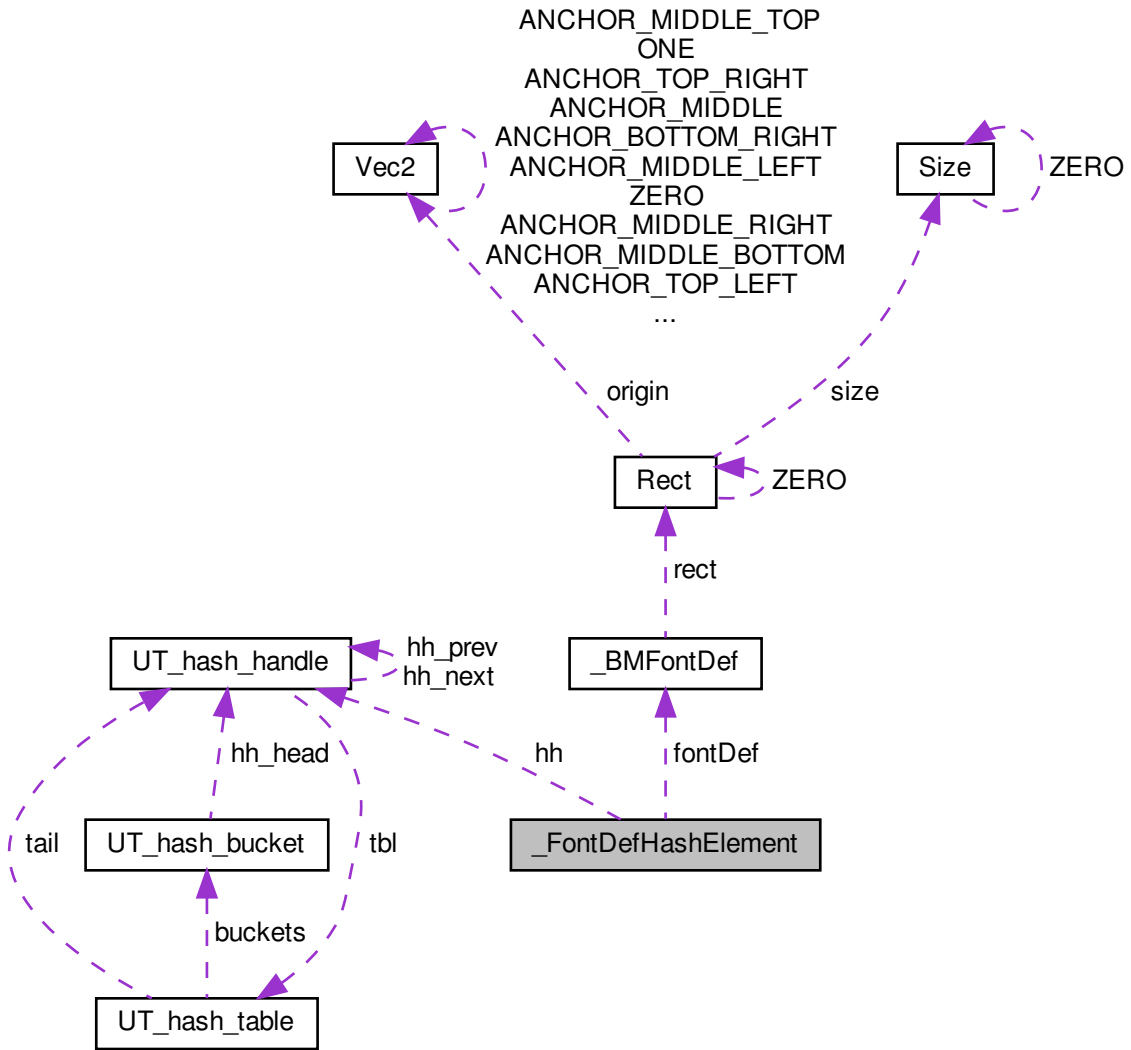 ANCHOR_MIDDLE_TOP
ONE
ANCHOR_TOP_RIGHT
ANCHOR_MIDDLE
ANCHOR_BOTTOM_RIGHT
ANCHOR_MIDDLE_LEFT
ZERO
ANCHOR_MIDDLE_RIGHT
ANCHOR_MIDDLE_BOTTOM
ANCHOR_TOP_LEFT
...
Vec2
Size
ZERO
origin
size
Rect
ZERO
rect
UT_hash_handle
hh_prev
hh_next
_BMFontDef
hh_head
hh
fontDef
tail
UT_hash_bucket
tbl
_FontDefHashElement
buckets
UT_hash_table